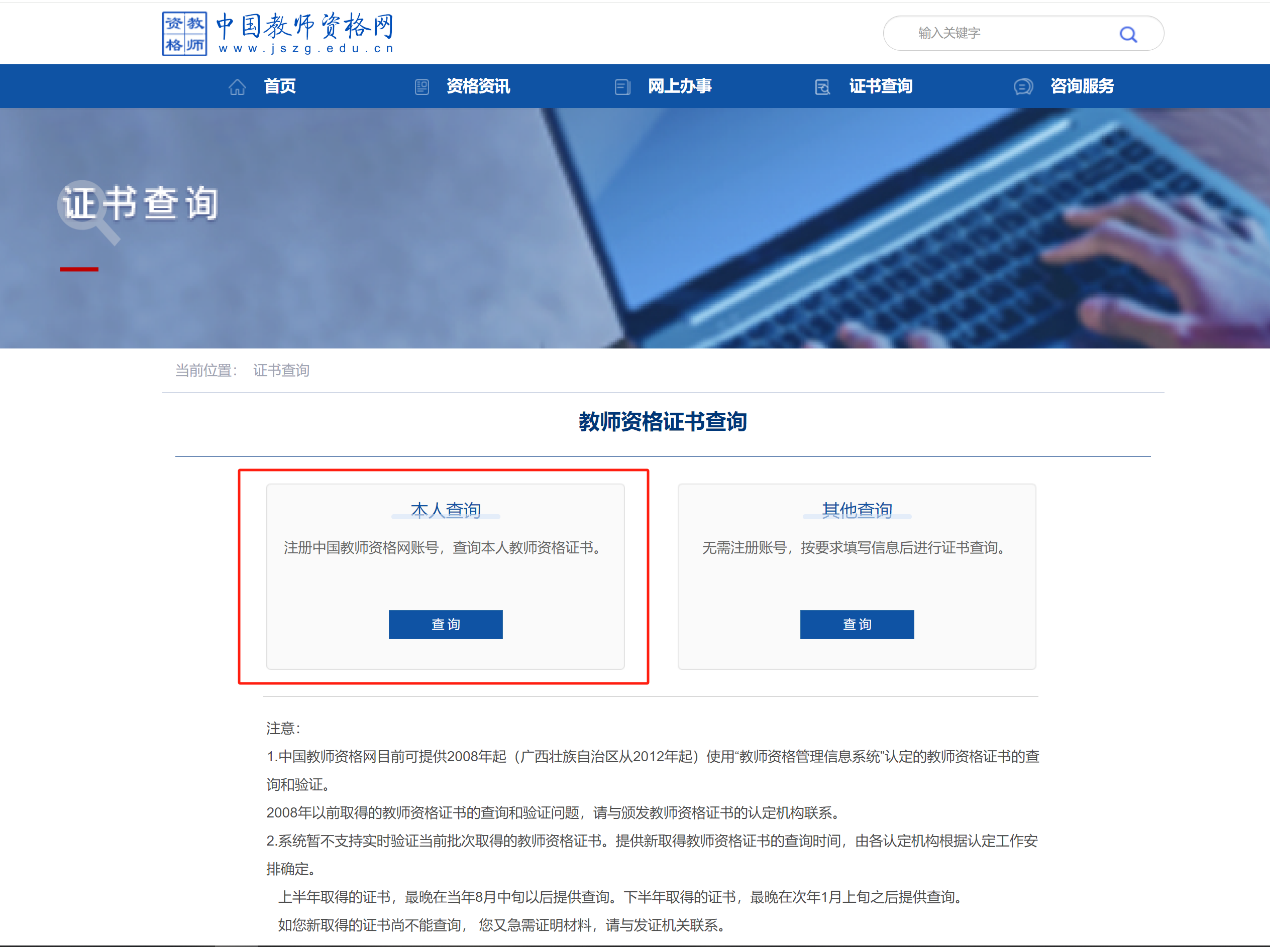 资教
格师
中国教师资格网
www.jszg.edu.cn
输入关键字
首页
资格资讯
网上办事
证书查询
咨询服务
证书查询
当前位置： 证书查询
教师资格证书查询
本人查询
注册中国教师资格网账号，查询本人教师资格证书。
查询
其他查询
无需注册账号，按要求填写信息后进行证书查询。
查询
注意：
1.中国教师资格网目前可提供2008年起（广西壮族自治区从2012年起）使用“教师资格管理信息系统”认定的教师资格证书的查
询和验证。
2008年以前取得的教师资格证书的查询和验证问题，请与颁发教师资格证书的认定机构联系。
2.系统暂不支持实时验证当前批次取得的教师资格证书。提供新取得教师资格证书的查询时间，由各认定机构根据认定工作安
排确定。
上半年取得的证书，最晚在当年8月中旬以后提供查询。下半年取得的证书，最晚在次年1月上旬之后提供查询。
如您新取得的证书尚不能查询， 您又急需证明材料，请与发证机关联系。